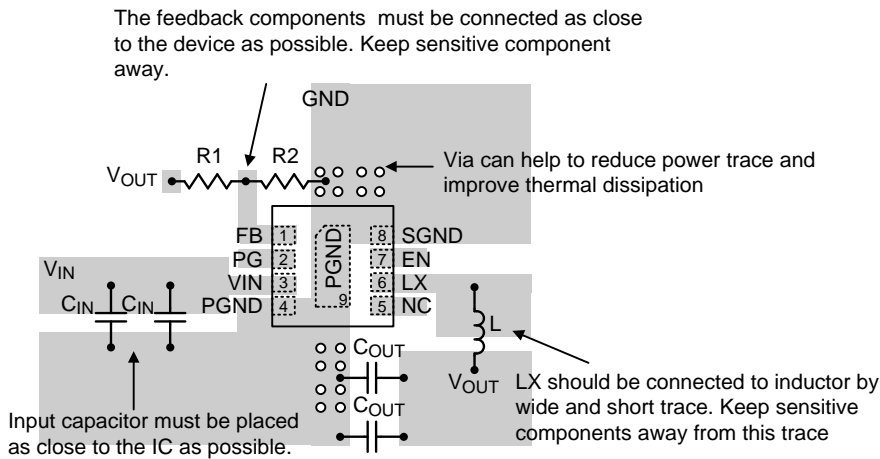 The feedback components must be connected as close
to the device as possible. Keep sensitive component
away.
GND
R1 R2
VOUT
Via can help to reduce power trace and
improve thermal dissipation
FB 1 8 SGND
PG 2 PGND 7 EN
VIN
VIN 3 6 LX
CIN CIN PGND 4 9 5 NC
L
COUT
VOUT
LX should be connected to inductor by
wide and short trace. Keep sensitive
components away from this trace
COUT
Input capacitor must be placed
as close to the IC as possible.